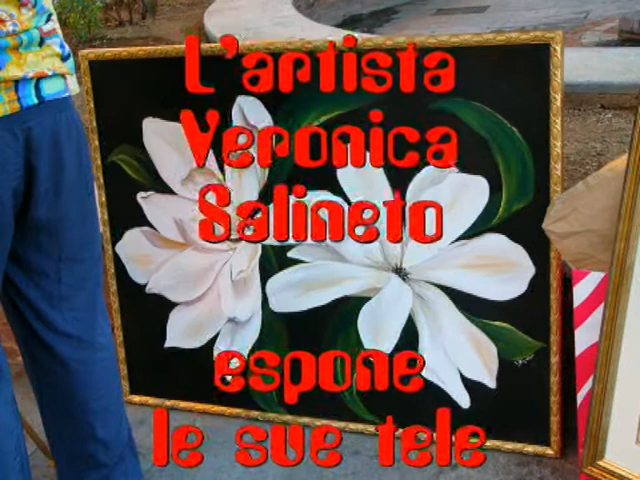 L'artista
Veronica
Salineto
espone
le sue tele